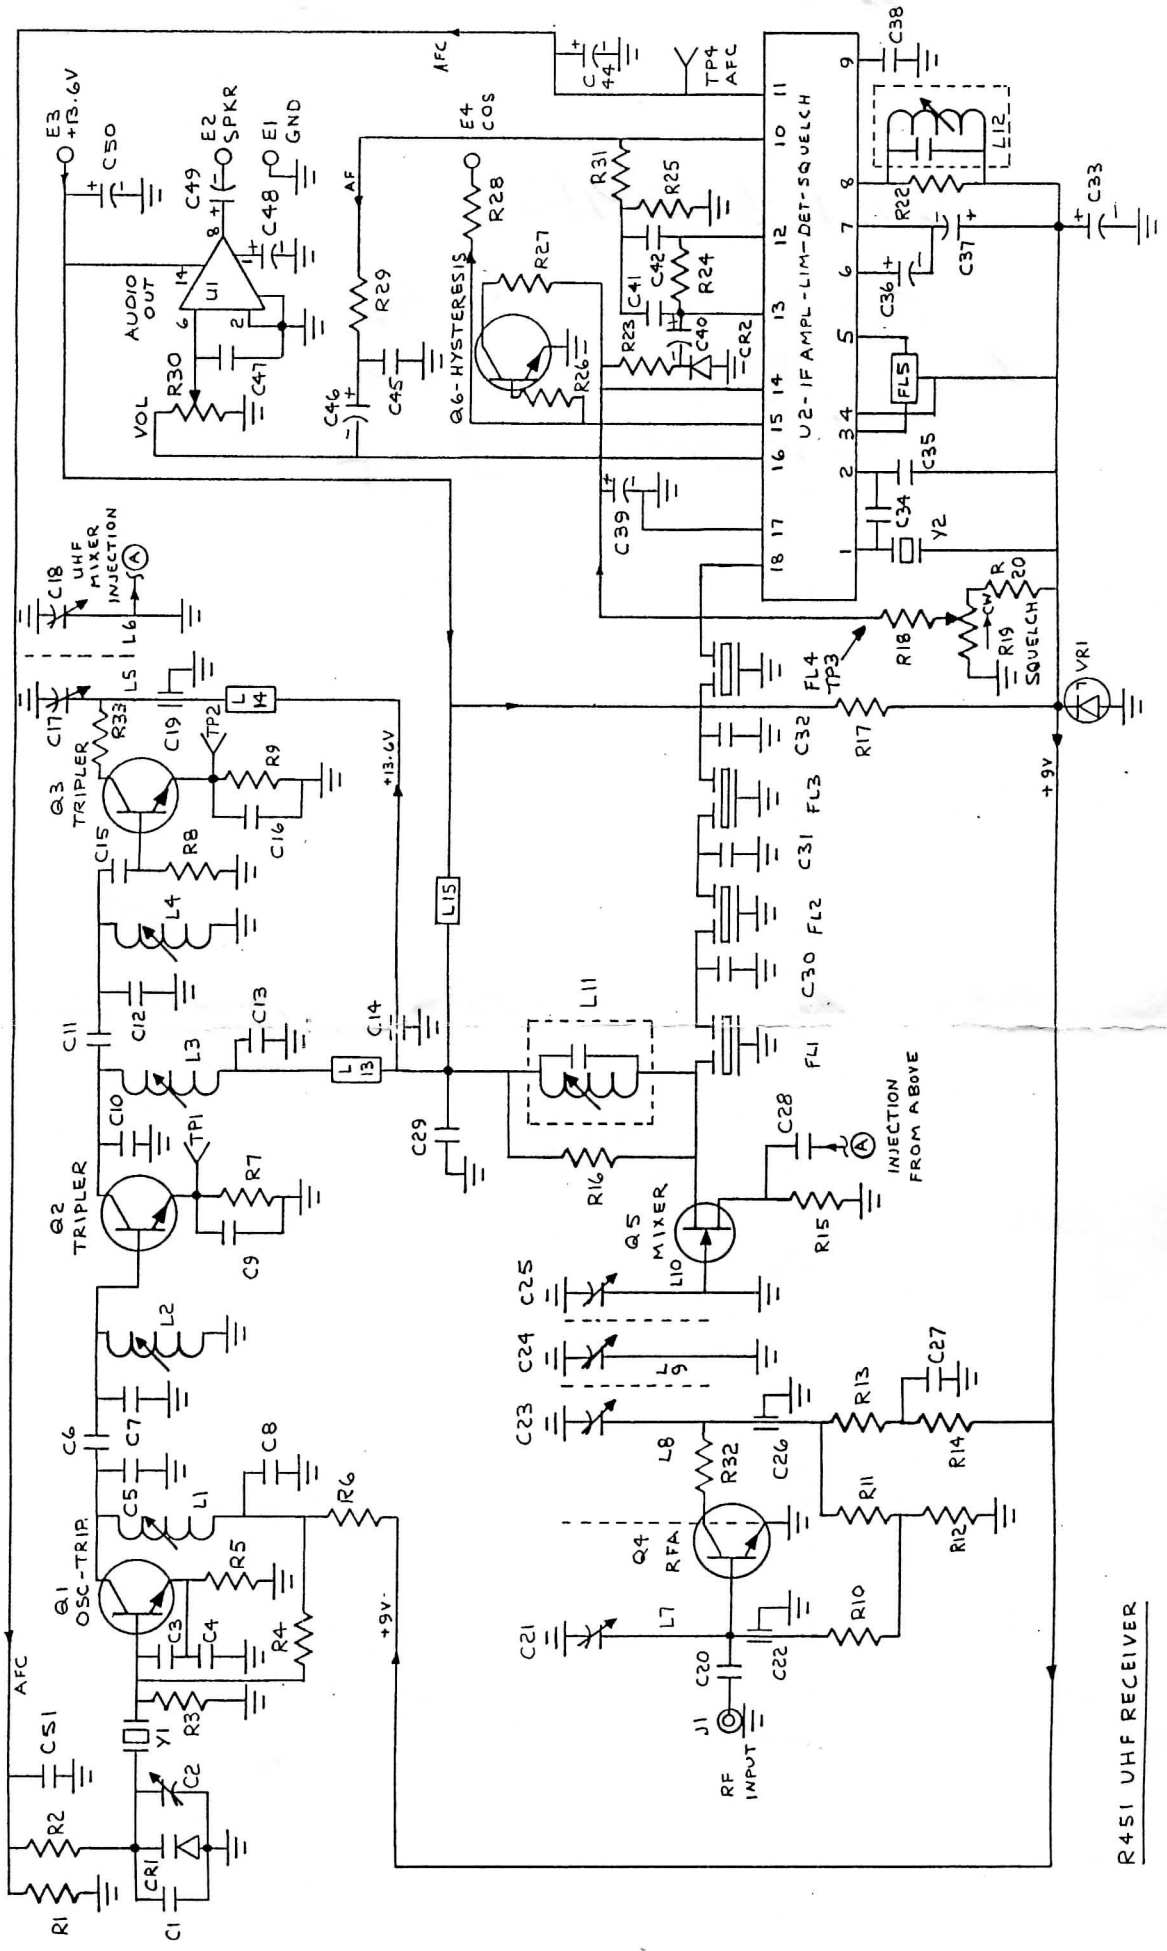 AFC
R1
R2
C51
C1
CR1
C2
Y1
R3
Q1
OSC-TRIP.
C3
C4
R4
R5
C5
L1
C8
R6
+9V
C6
C7
L2
Q2
TRIPLER
C9
R7
TP1
C10
L3
C13
L
13
C11
C12
L4
C14
+13.6V
C15
R8
Q3
TRIPLER
C16
R9
TP2
R33
C17
L5
C19
L
14
L6
C18
UHF
MIXER
INJECTION
A
VOL
R30
C47
AUDIO
OUT
6
2
14
U1
8
1
C49
C48
C50
E3
+13.6V
E2
SPKR
E1
GND
C46
C45
R29
AF
Q6-HYSTERESIS
R26
R27
R28
E4
COS
AFC
C
44
TP4
AFC
C39
R23
C40
CR2
C41
C42
R24
R31
R25
18
17
16
15
14
13
12
10
11
U2-IF AMPL-LIM-DET-SQUELCH
1
2
3
4
5
6
7
8
9
C34
Y2
C35
FL5
C36
C37
R22
L12
C38
C33
R18
R19
SQUELCH
CW
R
20
VR1
+9V
R17
TP3
FL4
C32
FL3
C31
FL2
C30
FL1
L15
L11
C29
R16
Q5
MIXER
C28
R15
A
INJECTION
FROM ABOVE
L10
C25
C24
L
9
C23
L8
R32
C26
R13
C27
R14
R11
R12
R10
Q4
RFA
C21
L7
C20
C22
J1
RF
INPUT
R451 UHF RECEIVER